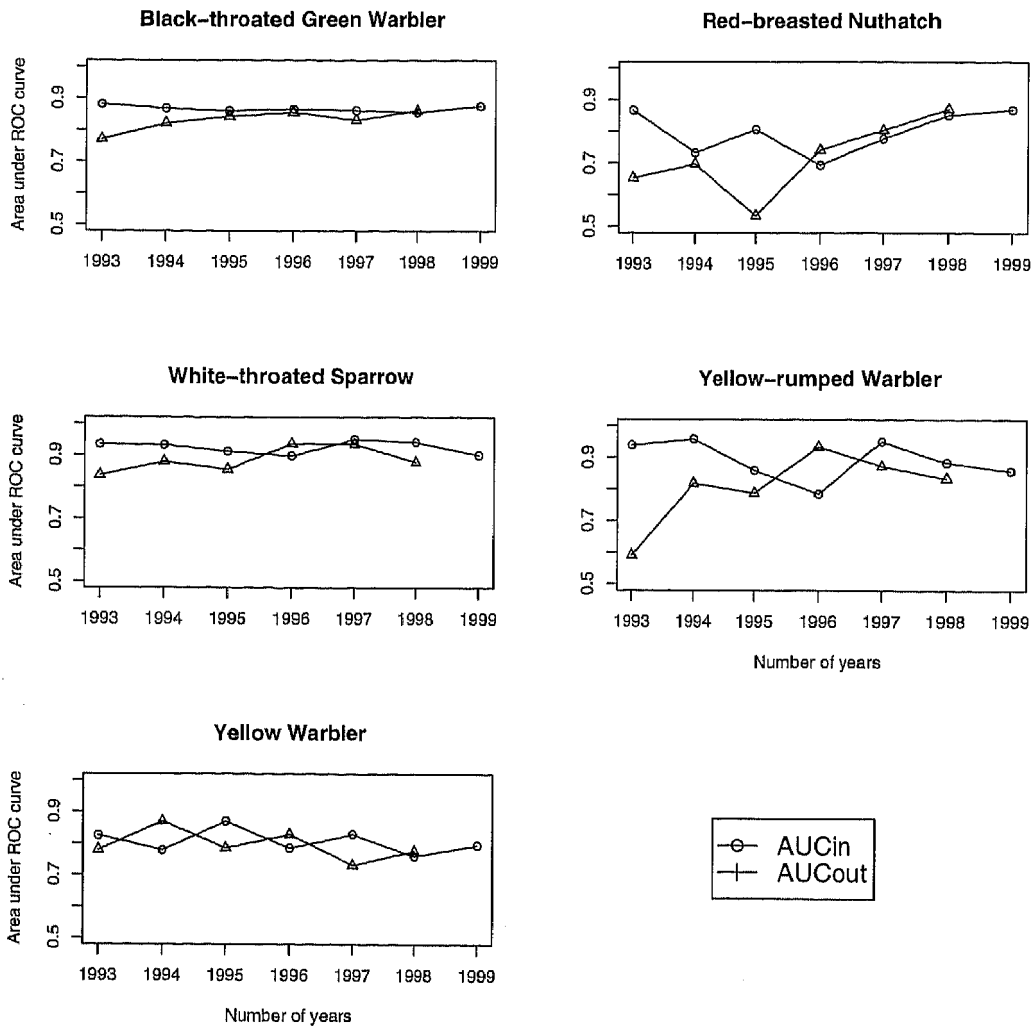 Black-throated Green Warbler
Area under ROC curve
0.9
0.7
0.5
1993 1994 1995 1996 1997 1998 1999
Red-breasted Nuthatch
0.9
0.7
0.5
1993 1994 1995 1996 1997 1998 1999
White-throated Sparrow
Area under ROC curve
0.9
0.7
0.5
1993 1994 1995 1996 1997 1998 1999
Yellow-rumped Warbler
0.9
0.7
0.5
1993 1994 1995 1996 1997 1998 1999
Number of years
Yellow Warbler
Area under ROC curve
0.9
0.7
0.5
1993 1994 1995 1996 1997 1998 1999
Number of years
AUCin
AUCout